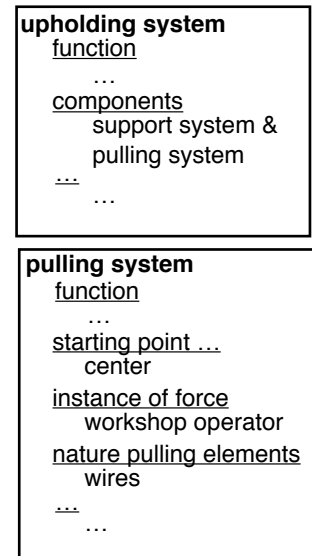 upholding system
function
…
components
support system &
pulling system
…
…
pulling system
function
…
starting point …
center
instance of force
workshop operator
nature pulling elements
wires
…
…